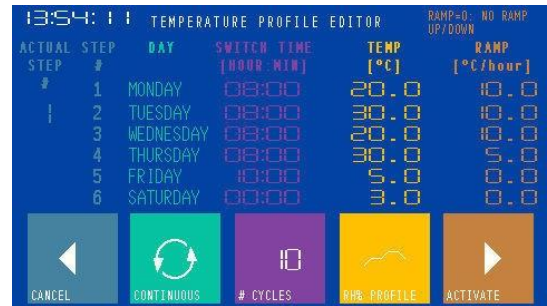 13:54:11 TEMPERATURE PROFILE EDITOR RAMP=0: NO RAMP UP/DOWN
ACTUAL STEP # STEP # DAY SWITCH TIME [HOUR:MIN] TEMP [°C] RAMP [°C/hour]
1 1 MONDAY 08:00 20.0 10.0
2 TUESDAY 08:00 30.0 10.0
3 WEDNESDAY 08:00 20.0 10.0
4 THURSDAY 08:00 30.0 5.0
5 FRIDAY 10:00 5.0 0.0
6 SATURDAY 00:00 3.0 0.0
10
CANCEL CONTINUOUS # CYCLES RH% PROFILE ACTIVATE